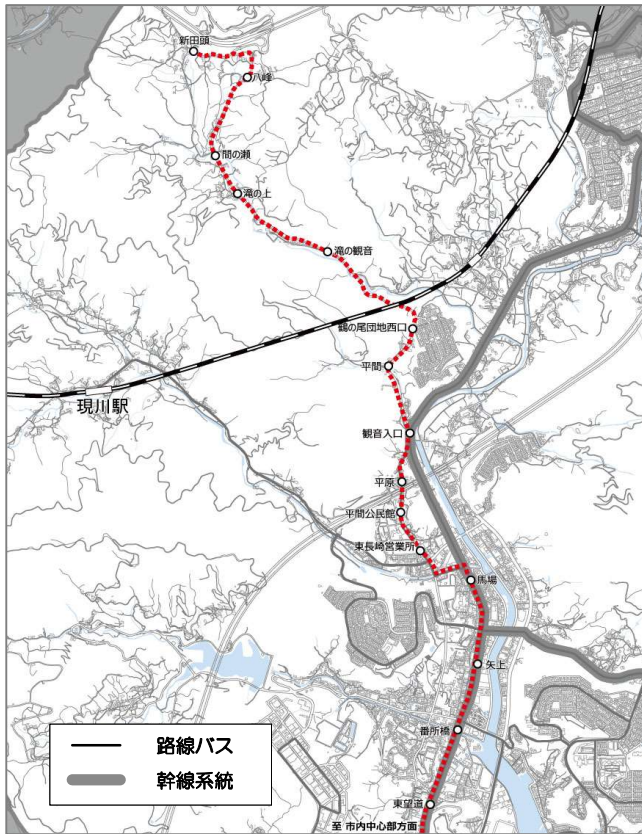 新田頭
八峰
間の瀬
滝の上
滝の観音
鶴の尾団地西口
平間
現川駅
観音入口
平原
平間公民館
東長崎営業所
馬場
矢上
番所橋
路線バス
幹線系統
東望道
至 市内中心部方面